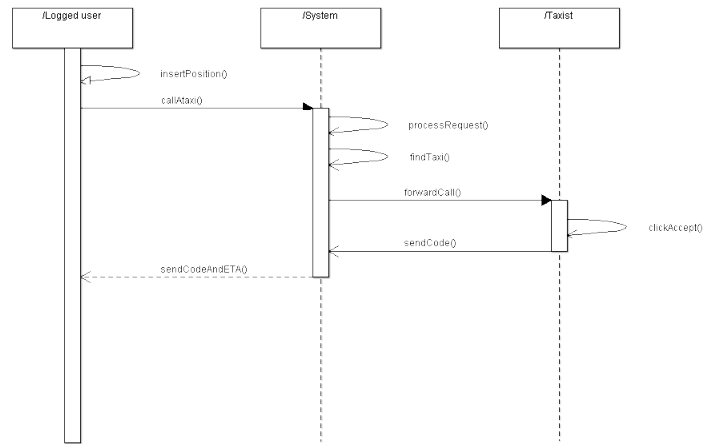 /Logged user
/System
/Taxist
insertPosition()
callAtaxi()
processRequest()
findTaxi()
forwardCall()
clickAccept()
sendCode()
sendCodeAndETA()